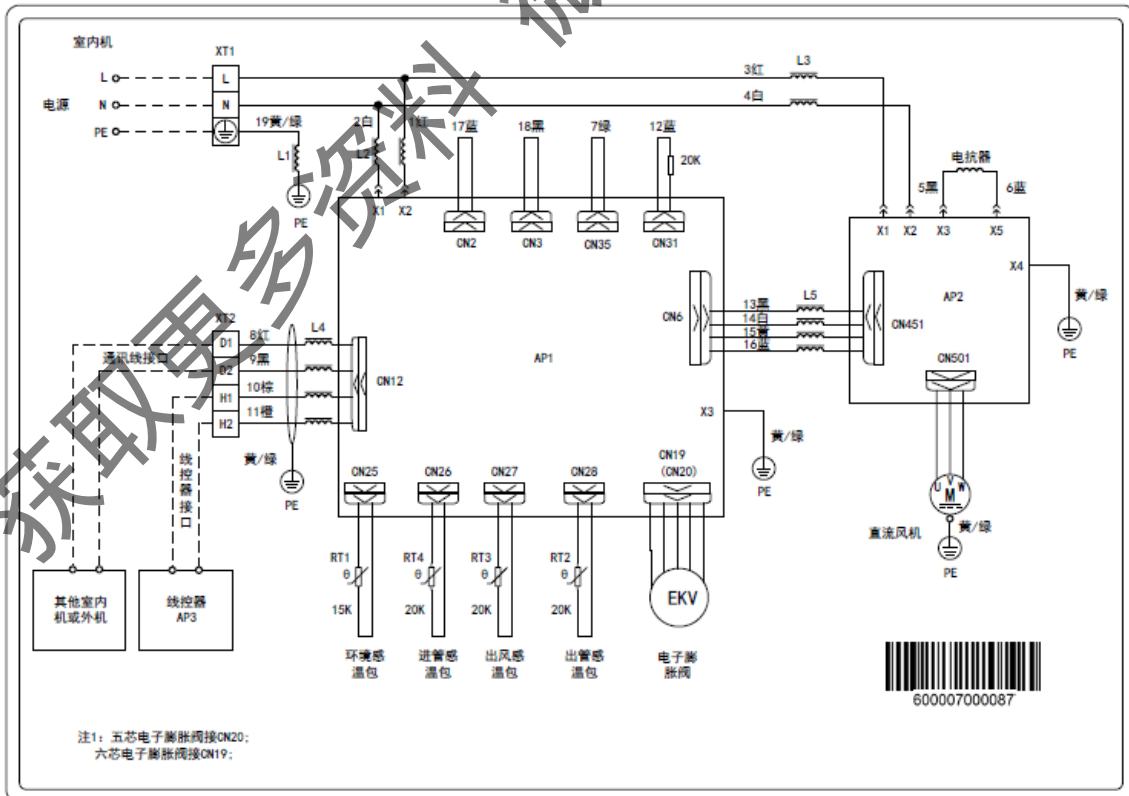 室内机
XT1
L
N
PE
电源
L
N
19黄/绿
L1
PE
2白
1红
L2
X1
X2
17蓝
CN2
18黑
CN3
7绿
CN35
12蓝
20K
CN31
3红
L3
4白
电抗器
5黑
6蓝
X1
X2
X3
X5
X4
AP2
黄/绿
PE
CN6
13黑
14白
15黄
16蓝
L5
CN451
CN501
U
V
W
M
直流风机
黄/绿
PE
AP1
X3
黄/绿
PE
XT2
D1
D2
H1
H2
8红
9黑
10棕
11橙
L4
CN12
黄/绿
PE
通讯线接口
线控器接口
其他室内
机或外机
线控器
AP3
CN25
CN26
CN27
CN28
CN19
(CN20)
RT1
θ
15K
环境感
温包
RT4
θ
20K
进管感
温包
RT3
θ
20K
出风感
温包
RT2
θ
20K
出管感
温包
EKV
电子膨
胀阀
600007000087
注1: 五芯电子膨胀阀接CN20;
六芯电子膨胀阀接CN19;
获取更多资料